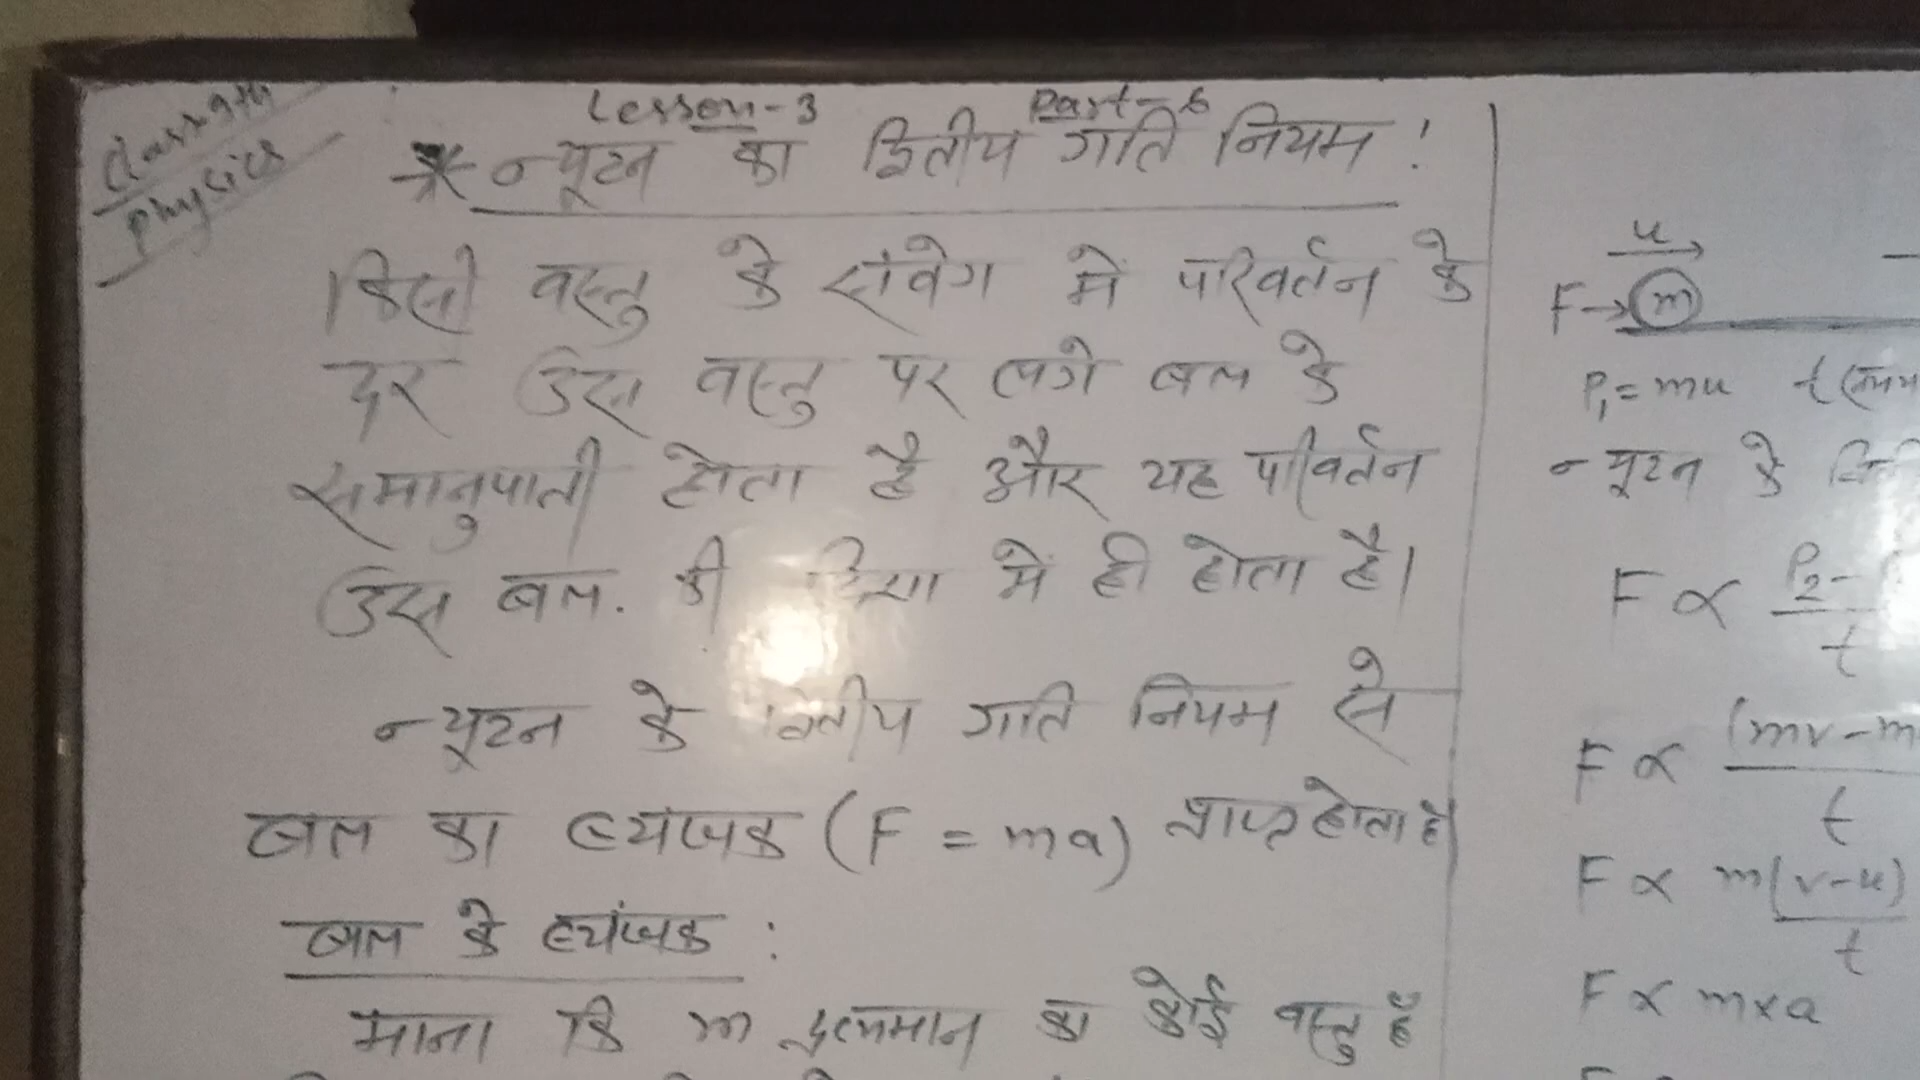 Class 9th
Physics
Lesson-3 Part-6
* न्यूटन का द्वितीय गति नियम !
किसी वस्तु के संवेग में परिवर्तन के
दर उस वस्तु पर लगे बल के
समानुपाती होता है और यह परिवर्तन
उस बल. की दिशा में ही होता है।
न्यूटन के द्वितीय गति नियम से
बल का व्यंजक (F = ma) प्राप्त होता है।
बल के व्यंजक :
माना कि m द्रव्यमान का कोई वस्तु है
u
F→ m
P₁ = mu t
न्यूटन के
F ∝ P₂ -
t
F ∝ (mv - m
t
F ∝ m(v-u)
t
F ∝ m×a